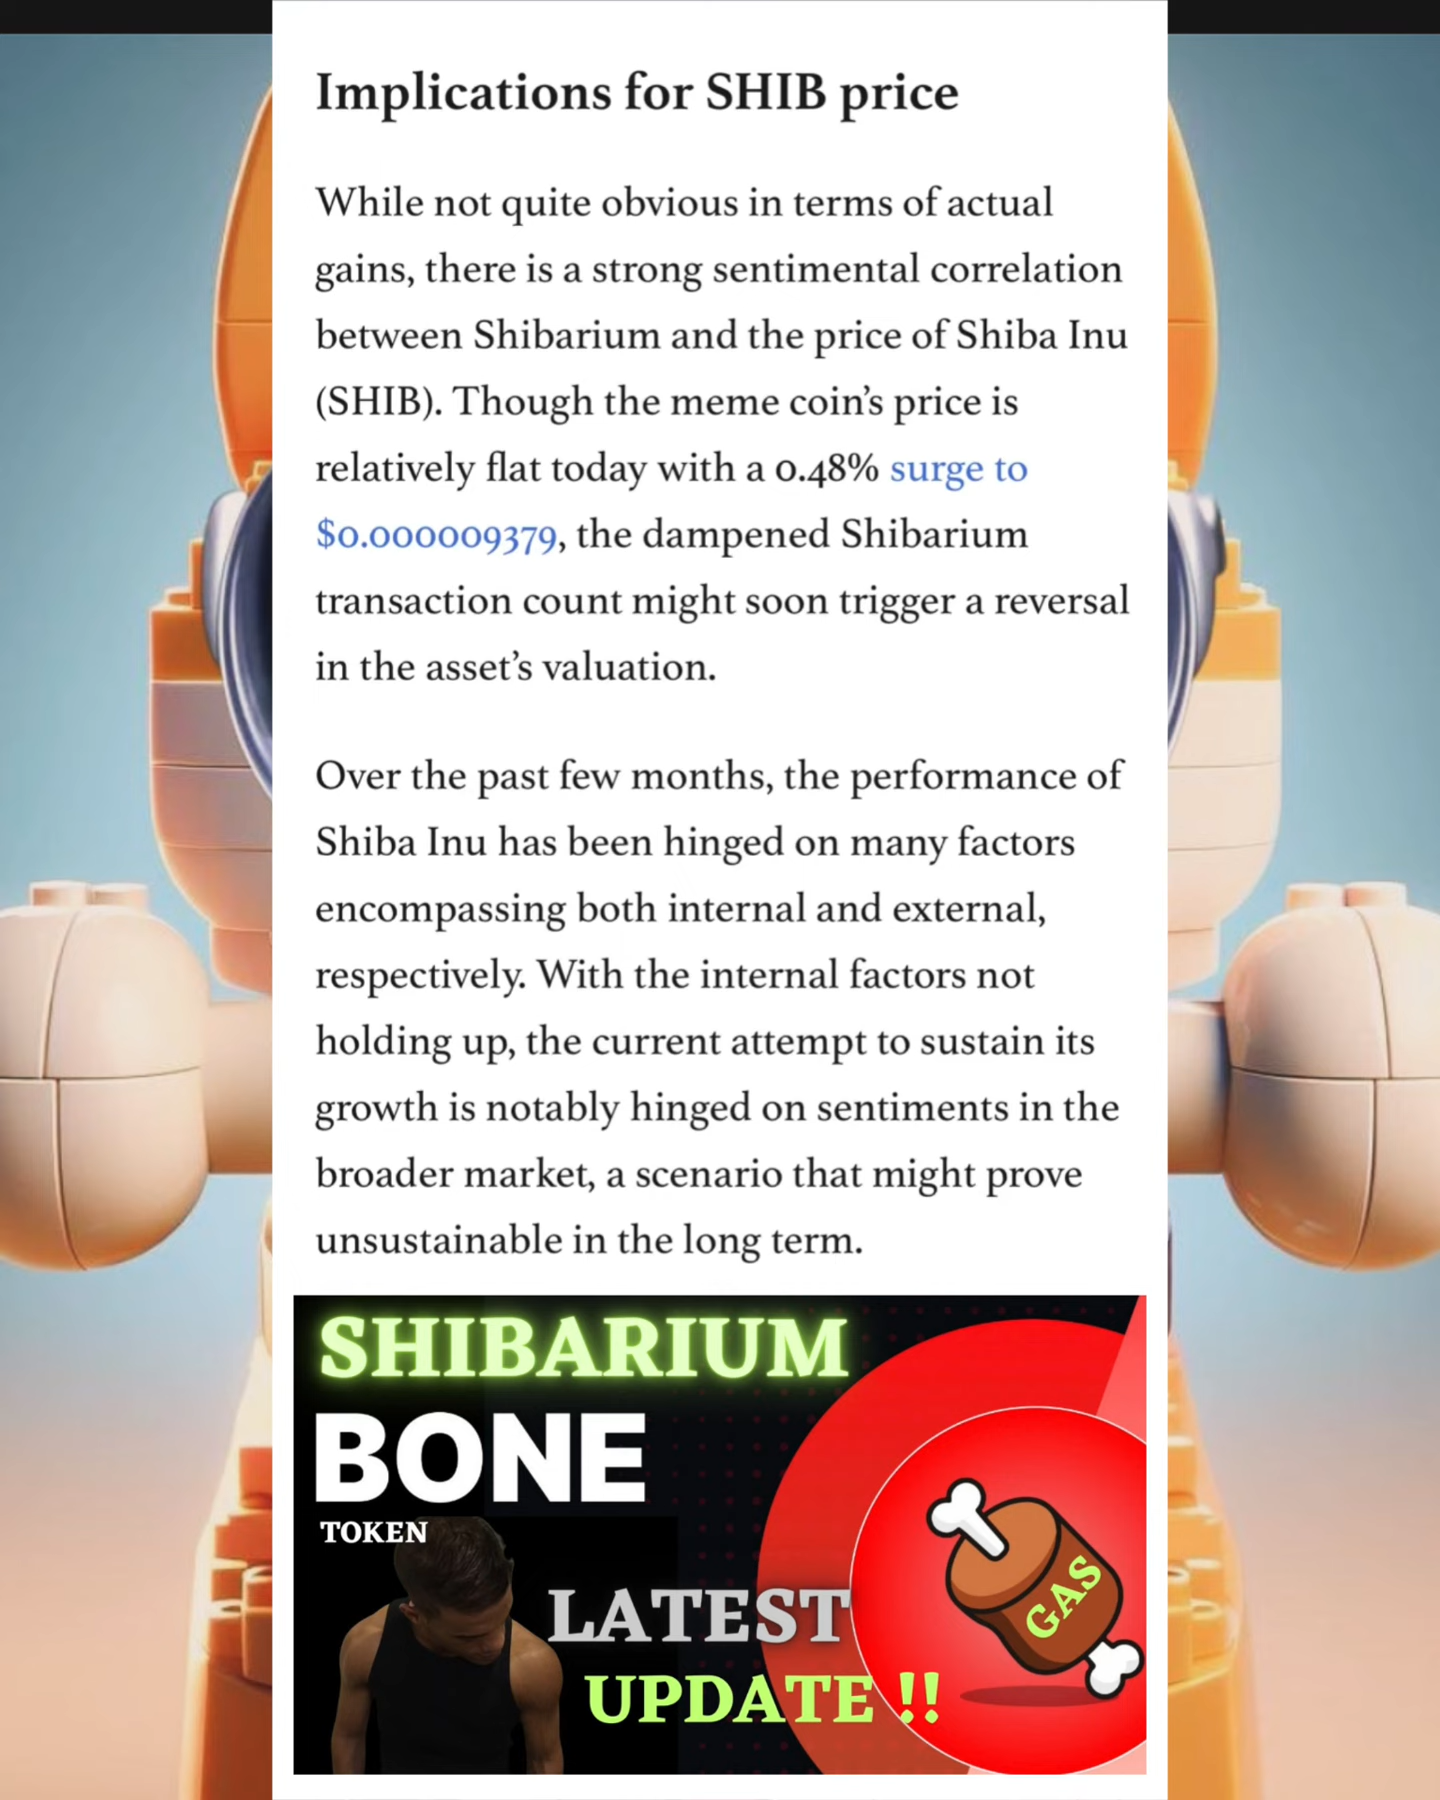 Implications for SHIB price
While not quite obvious in terms of actual
gains, there is a strong sentimental correlation
between Shibarium and the price of Shiba Inu
(SHIB). Though the meme coin’s price is
relatively flat today with a 0.48% surge to
$0.000009379, the dampened Shibarium
transaction count might soon trigger a reversal
in the asset’s valuation.
Over the past few months, the performance of
Shiba Inu has been hinged on many factors
encompassing both internal and external,
respectively. With the internal factors not
holding up, the current attempt to sustain its
growth is notably hinged on sentiments in the
broader market, a scenario that might prove
unsustainable in the long term.
SHIBARIUM
BONE
TOKEN
GAS
LATEST
UPDATE !!